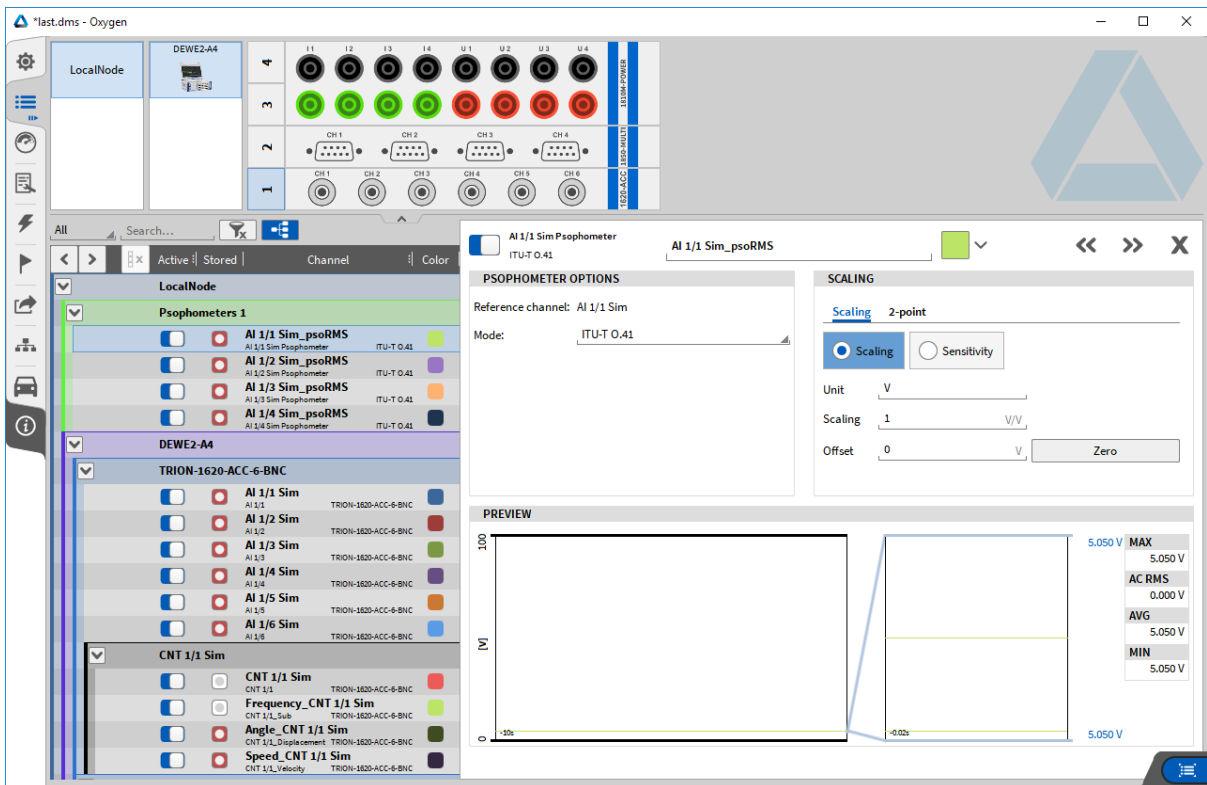 *last.dms - Oxygen
LocalNode
DEWE2-A4
4
3
2
1
I 1 I 2 I 3 I 4 U 1 U 2 U 3 U 4
CH 1 CH 2 CH 3 CH 4
CH 1 CH 2 CH 3 CH 4 CH 5 CH 6
1810M-POWER
1850-MULTI
1620-ACC
All
Search...
Active Stored Channel Color
LocalNode
Psophometers 1
AI 1/1 Sim_psoRMS
AI 1/1 Sim Psophometer ITU-T O.41
AI 1/2 Sim_psoRMS
AI 1/2 Sim Psophometer ITU-T O.41
AI 1/3 Sim_psoRMS
AI 1/3 Sim Psophometer ITU-T O.41
AI 1/4 Sim_psoRMS
AI 1/4 Sim Psophometer ITU-T O.41
DEWE2-A4
TRION-1620-ACC-6-BNC
AI 1/1 Sim
AI 1/1 TRION-1620-ACC-6-BNC
AI 1/2 Sim
AI 1/2 TRION-1620-ACC-6-BNC
AI 1/3 Sim
AI 1/3 TRION-1620-ACC-6-BNC
AI 1/4 Sim
AI 1/4 TRION-1620-ACC-6-BNC
AI 1/5 Sim
AI 1/5 TRION-1620-ACC-6-BNC
AI 1/6 Sim
AI 1/6 TRION-1620-ACC-6-BNC
CNT 1/1 Sim
CNT 1/1 Sim
CNT 1/1 TRION-1620-ACC-6-BNC
Frequency_CNT 1/1 Sim
CNT 1/1_Sub TRION-1620-ACC-6-BNC
Angle_CNT 1/1 Sim
CNT 1/1_Displacement TRION-1620-ACC-6-BNC
Speed_CNT 1/1 Sim
CNT 1/1_Velocity TRION-1620-ACC-6-BNC
AI 1/1 Sim Psophometer
ITU-T O.41
AI 1/1 Sim_psoRMS
PSOPHOMETER OPTIONS
Reference channel: AI 1/1 Sim
Mode: ITU-T O.41
SCALING
Scaling 2-point
Scaling Sensitivity
Unit V
Scaling 1 V/V
Offset 0 V Zero
PREVIEW
100
[V]
0
-10s
-0.02s
5.050 V
5.050 V
MAX
5.050 V
AC RMS
0.000 V
AVG
5.050 V
MIN
5.050 V